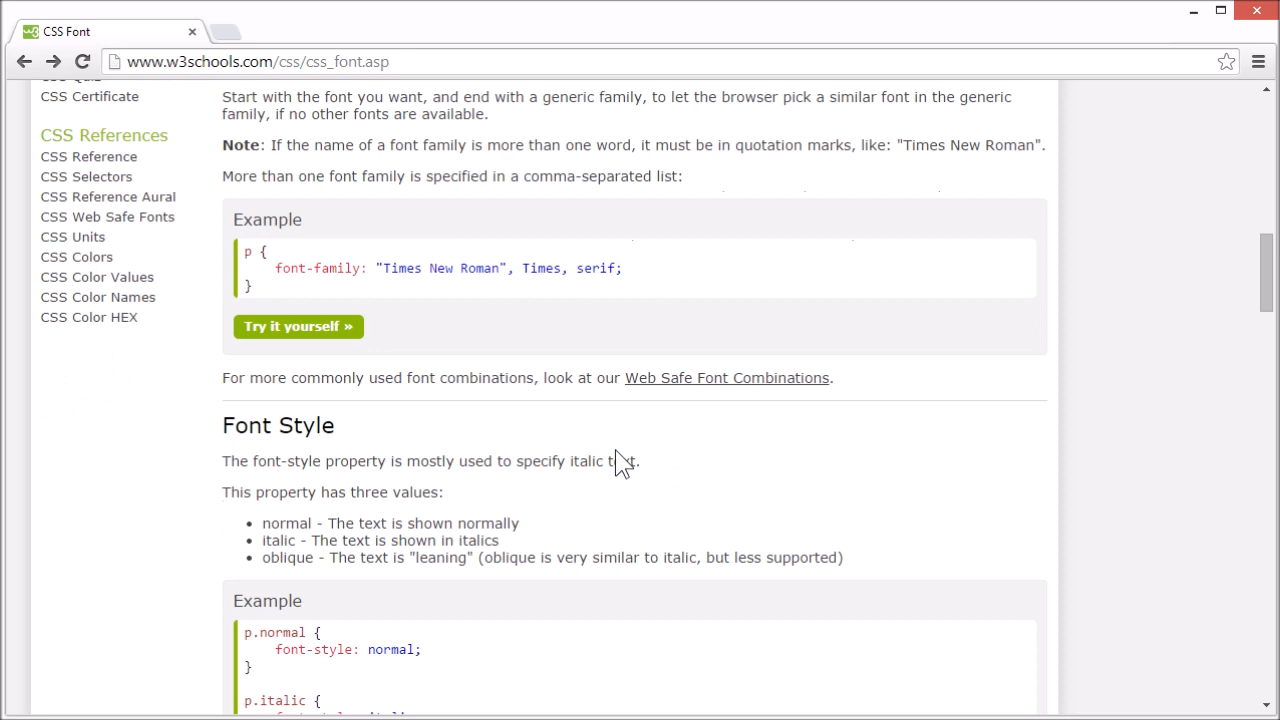 CSS Font
www.w3schools.com/css/css_font.asp
CSS Certificate
CSS References
CSS Reference
CSS Selectors
CSS Reference Aural
CSS Web Safe Fonts
CSS Units
CSS Colors
CSS Color Values
CSS Color Names
CSS Color HEX
Start with the font you want, and end with a generic family, to let the browser pick a similar font in the generic
family, if no other fonts are available.
Note: If the name of a font family is more than one word, it must be in quotation marks, like: "Times New Roman".
More than one font family is specified in a comma-separated list:
Example
p {
font-family: "Times New Roman", Times, serif;
}
Try it yourself »
For more commonly used font combinations, look at our Web Safe Font Combinations.
Font Style
The font-style property is mostly used to specify italic text.
This property has three values:
• normal - The text is shown normally
• italic - The text is shown in italics
• oblique - The text is "leaning" (oblique is very similar to italic, but less supported)
Example
p.normal {
font-style: normal;
}
p.italic {